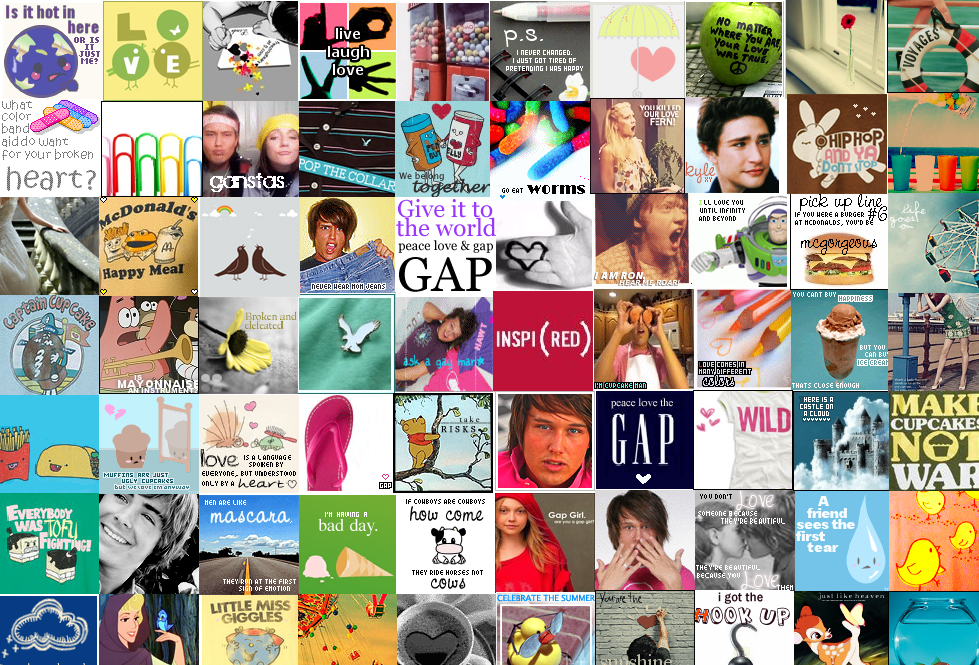 Is it hot in
here
OR IS IT
JUST
ME?
LO
VE
live
laugh
love
p.s.
I NEVER CHANGED.
I JUST GOT TIRED OF
PRETENDING I WAS HAPPY
NO MATTER
WHERE YOU ARE,
YOUR LOVE
WAS TRUE.
VOYAGES
what
color
band
aid do want
for your broken
heart?
ganstas
POP THE COLLAR
We belong
together
GO EAT worms
YOU KILLED
OUR LOVE
FERN!
kyle
XY
HIP HOP
AND YA
DON'T STOP
McDonald's
Happy Meal
NEVER WEAR MOM JEANS
Give it to
the world
peace love & gap
GAP
I AM RON,
HEAR ME ROAR!
I'LL LOVE YOU
UNTIL INFINITY
AND BEYOND
pick up line
#6
IF YOU WERE A BURGER
AT MCDONALDS, YOU'D BE
mcgorgeous
life
goes
Captain Cupcake
IS
MAYONNAISE
AN INSTRUMENT
Broken and
defeated
ask a gay man
HAWT
INSPI(RED)
I'M CUPCAKE MAN
LOVE COMES IN
MANY DIFFERENT
colors
YOU CANT BUY
HAPPINESS
BUT YOU
CAN BUY
ICE CREAM
THATS CLOSE ENOUGH
MUFFINS ARE JUST
UGLY CUPCAKES
but we love em anyway
love IS A LANGUAGE
SPOKEN BY
EVERYONE, BUT UNDERSTOOD
ONLY BY A heart
GAP
take
RISKS
peace love the
GAP
WILD
HERE IS A
CASTLE ON
A CLOUD
MAKE
CUPCAKES
NOT
WAR
EVERYBODY
WAS TOFU
FIGHTING!
MEN ARE LIKE
mascara,
THEY RUN AT THE FIRST
SIGN OF EMOTION
I'M HAVING A
bad day.
IF COWBOYS ARE COWBOYS
how come
THEY RIDE HORSES NOT
COWS
Gap Girl.
are you a gap girl?
YOU DON'T Love
SOMEONE BECAUSE
THEY'RE BEAUTIFUL
THEY'RE BEAUTIFUL
BECAUSE YOU
Love
THEM
A
friend
sees the
first
tear
LITTLE MISS
GIGGLES
CELEBRATE THE SUMMER
You are the
sunshine
i got the
HOOK UP
just like heaven